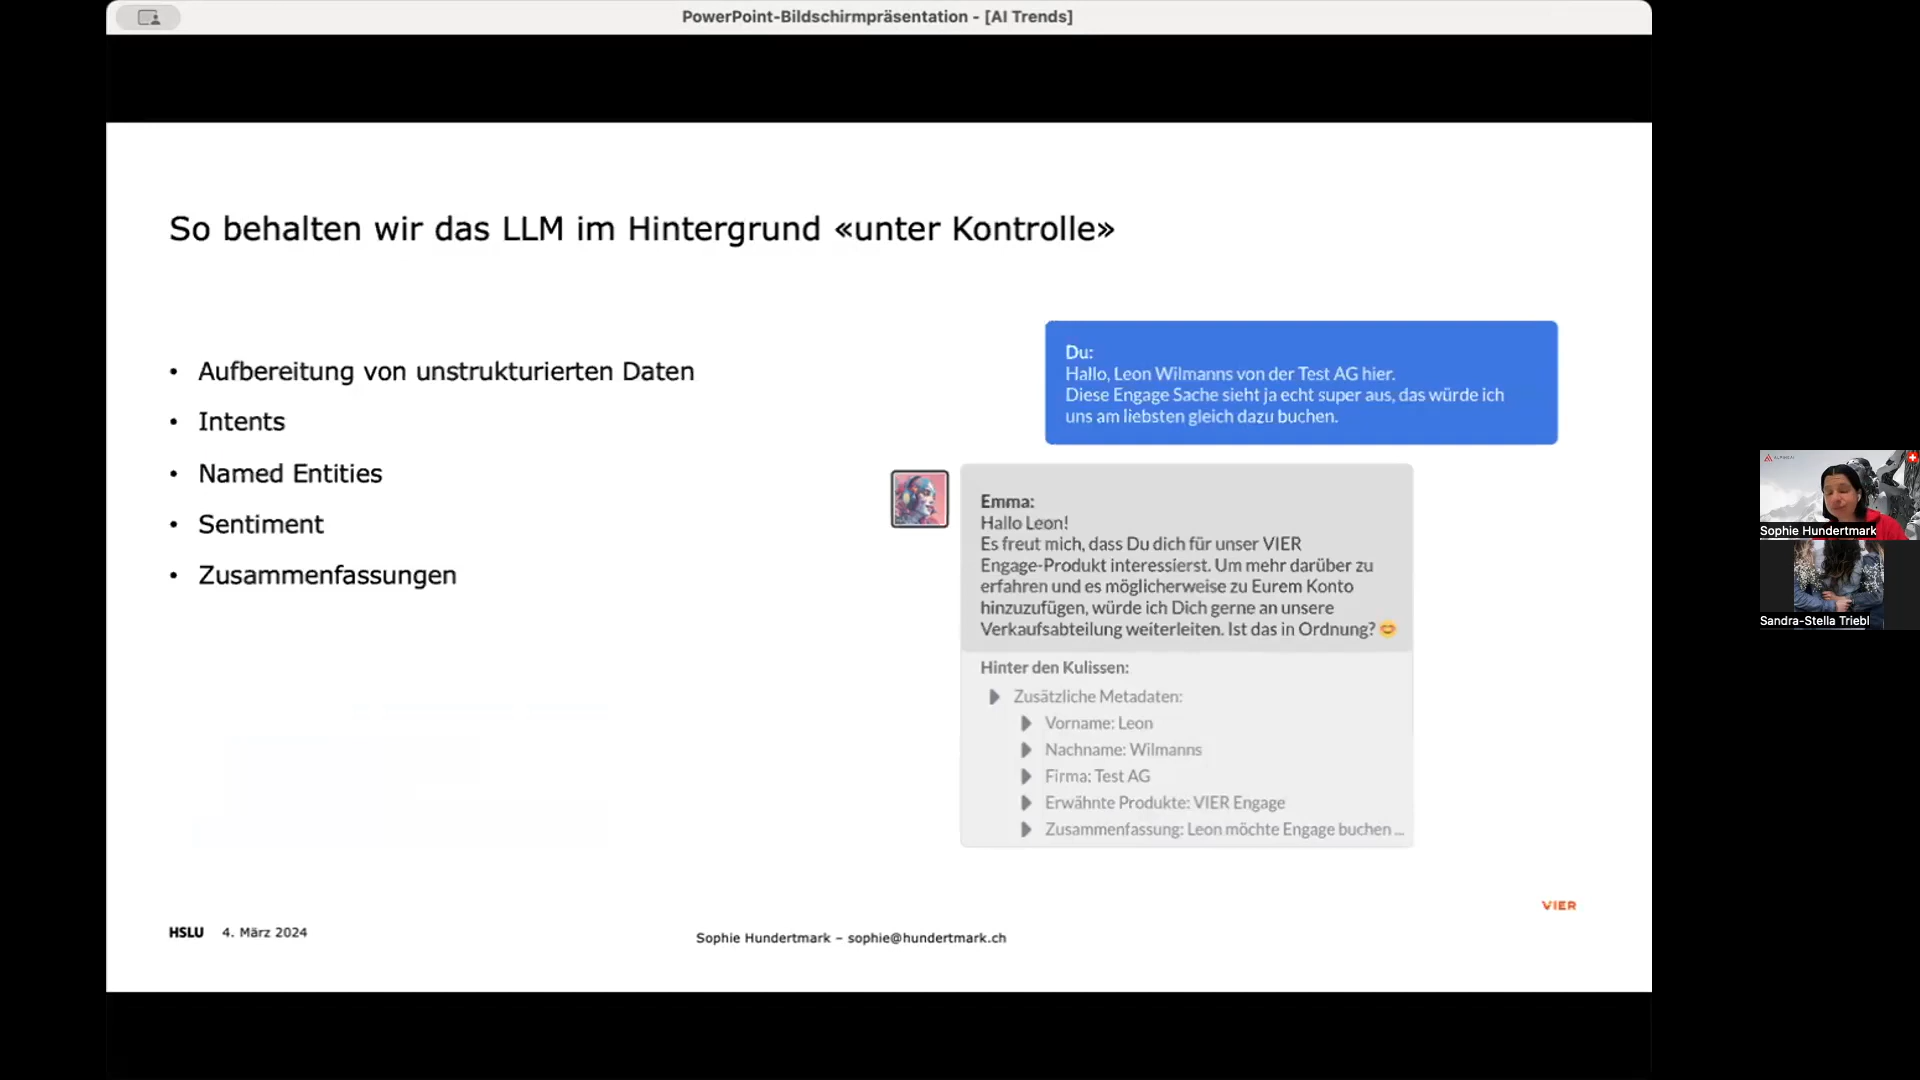 PowerPoint-Bildschirmpräsentation - [AI Trends]
So behalten wir das LLM im Hintergrund «unter Kontrolle»
• Aufbereitung von unstrukturierten Daten
• Intents
• Named Entities
• Sentiment
• Zusammenfassungen
Du:
Hallo, Leon Wilmanns von der Test AG hier.
Diese Engage Sache sieht ja echt super aus, das würde ich
uns am liebsten gleich dazu buchen.
Emma:
Hallo Leon!
Es freut mich, dass Du dich für unser VIER
Engage-Produkt interessierst. Um mehr darüber zu
erfahren und es möglicherweise zu Eurem Konto
hinzuzufügen, würde ich Dich gerne an unsere
Verkaufsabteilung weiterleiten. Ist das in Ordnung? 😊
Hinter den Kulissen:
Zusätzliche Metadaten:
Vorname: Leon
Nachname: Wilmanns
Firma: Test AG
Erwähnte Produkte: VIER Engage
Zusammenfassung: Leon möchte Engage buchen ...
VIER
HSLU 4. März 2024
Sophie Hundertmark – sophie@hundertmark.ch
Sophie Hundertmark
Sandra-Stella Triebl